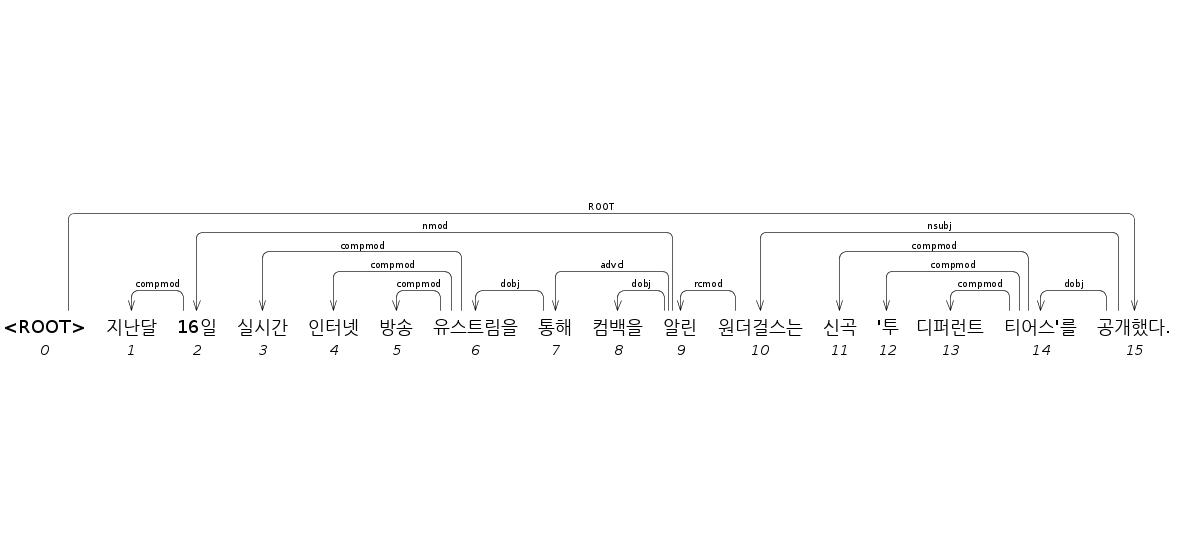 ROOT
nmod nsubj
compmod compmod
compmod advcl compmod
compmod compmod dobj dobj rcmod compmod dobj
<ROOT> 지난달 16일 실시간 인터넷 방송 유스트림을 통해 컴백을 알린 원더걸스는 신곡 '투 디퍼런트 티어스'를 공개했다.
0 1 2 3 4 5 6 7 8 9 10 11 12 13 14 15